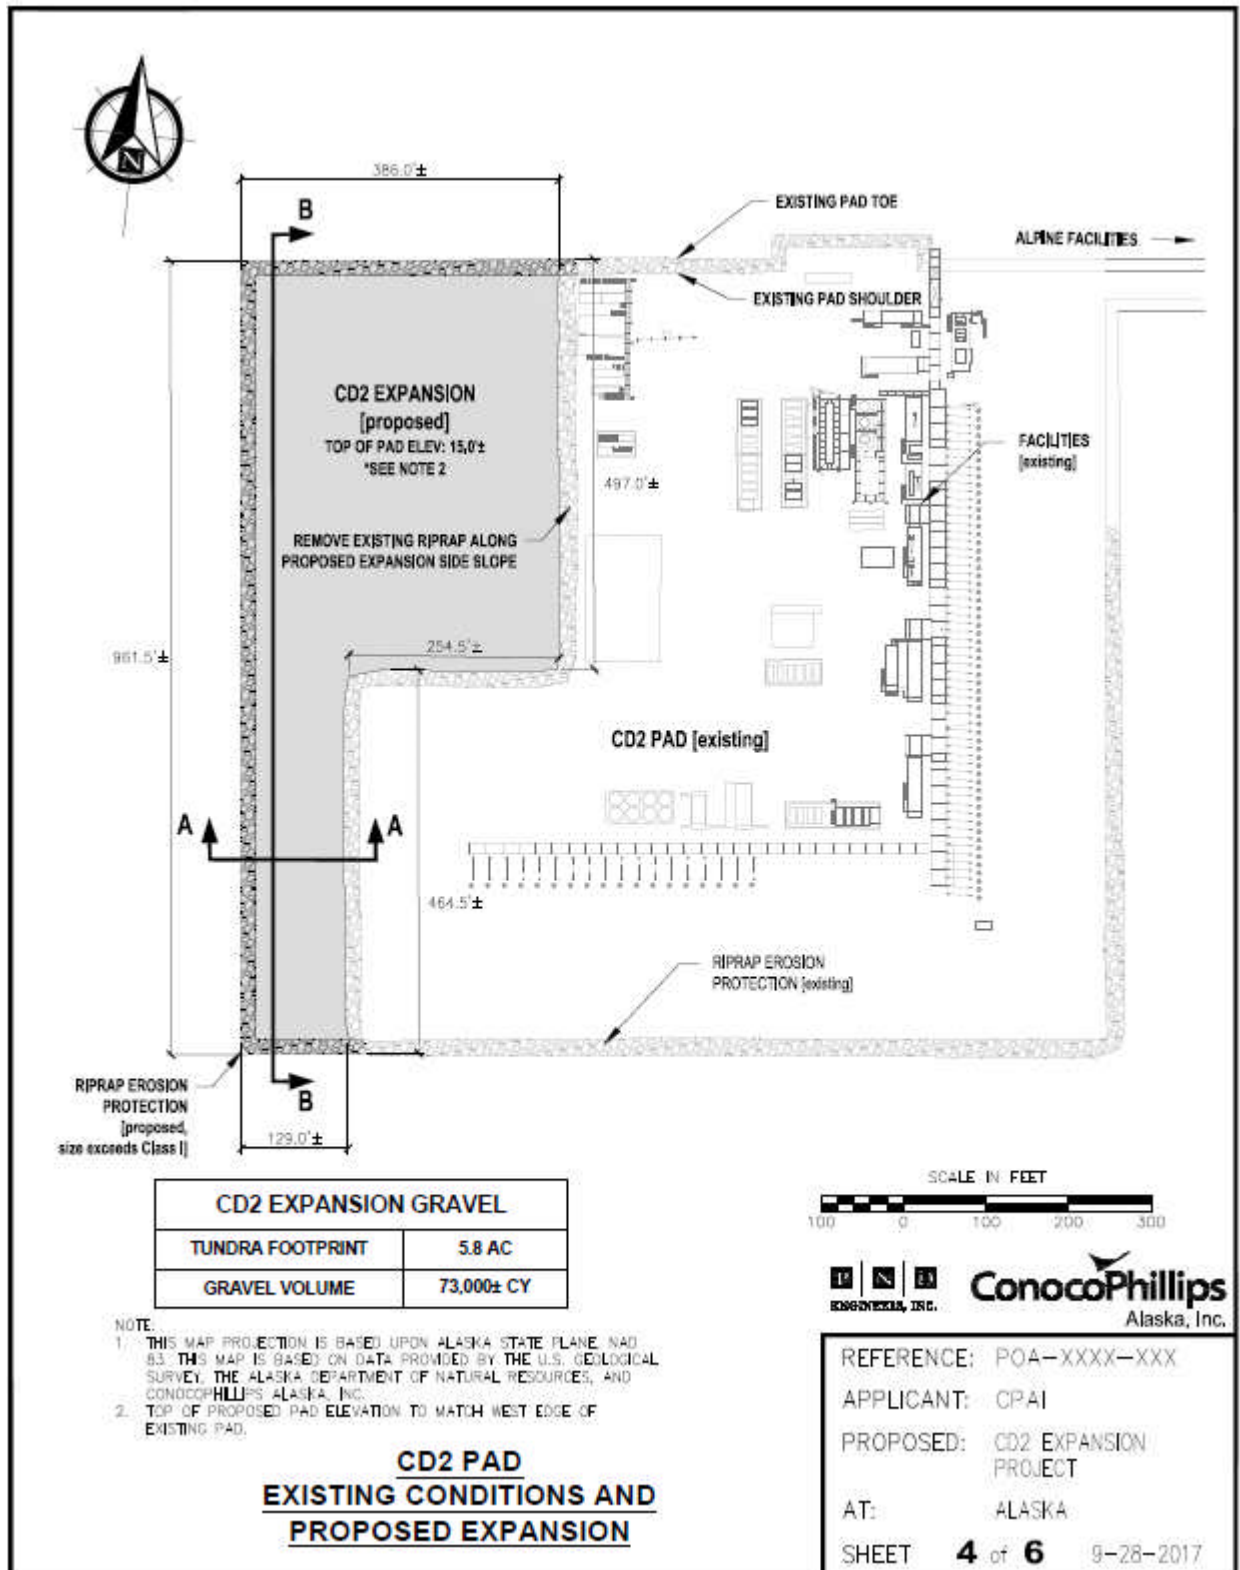 N
386.0'±
B
EXISTING PAD TOE
ALPINE FACILITIES
EXISTING PAD SHOULDER
CD2 EXPANSION
[proposed]
TOP OF PAD ELEV: 15.0'±
*SEE NOTE 2
FACILITIES
[existing]
497.0'±
REMOVE EXISTING RIPRAP ALONG
PROPOSED EXPANSION SIDE SLOPE
961.5'±
254.5'±
CD2 PAD [existing]
A
A
464.5'±
RIPRAP EROSION
PROTECTION [existing]
RIPRAP EROSION
PROTECTION
[proposed,
size exceeds Class I]
B
129.0'±
CD2 EXPANSION GRAVEL
TUNDRA FOOTPRINT 5.8 AC
GRAVEL VOLUME 73,000± CY
SCALE IN FEET
100 0 100 200 300
P N D
ENGINEERS, INC.
ConocoPhillips
Alaska, Inc.
NOTE:
1. THIS MAP PROJECTION IS BASED UPON ALASKA STATE PLANE, NAD
83. THIS MAP IS BASED ON DATA PROVIDED BY THE U.S. GEOLOGICAL
SURVEY, THE ALASKA DEPARTMENT OF NATURAL RESOURCES, AND
CONOCOPHILLIPS ALASKA, INC.
2. TOP OF PROPOSED PAD ELEVATION TO MATCH WEST EDGE OF
EXISTING PAD.
CD2 PAD
EXISTING CONDITIONS AND
PROPOSED EXPANSION
REFERENCE: POA-XXXX-XXX
APPLICANT: CPAI
PROPOSED: CD2 EXPANSION
PROJECT
AT: ALASKA
SHEET 4 of 6 9-28-2017